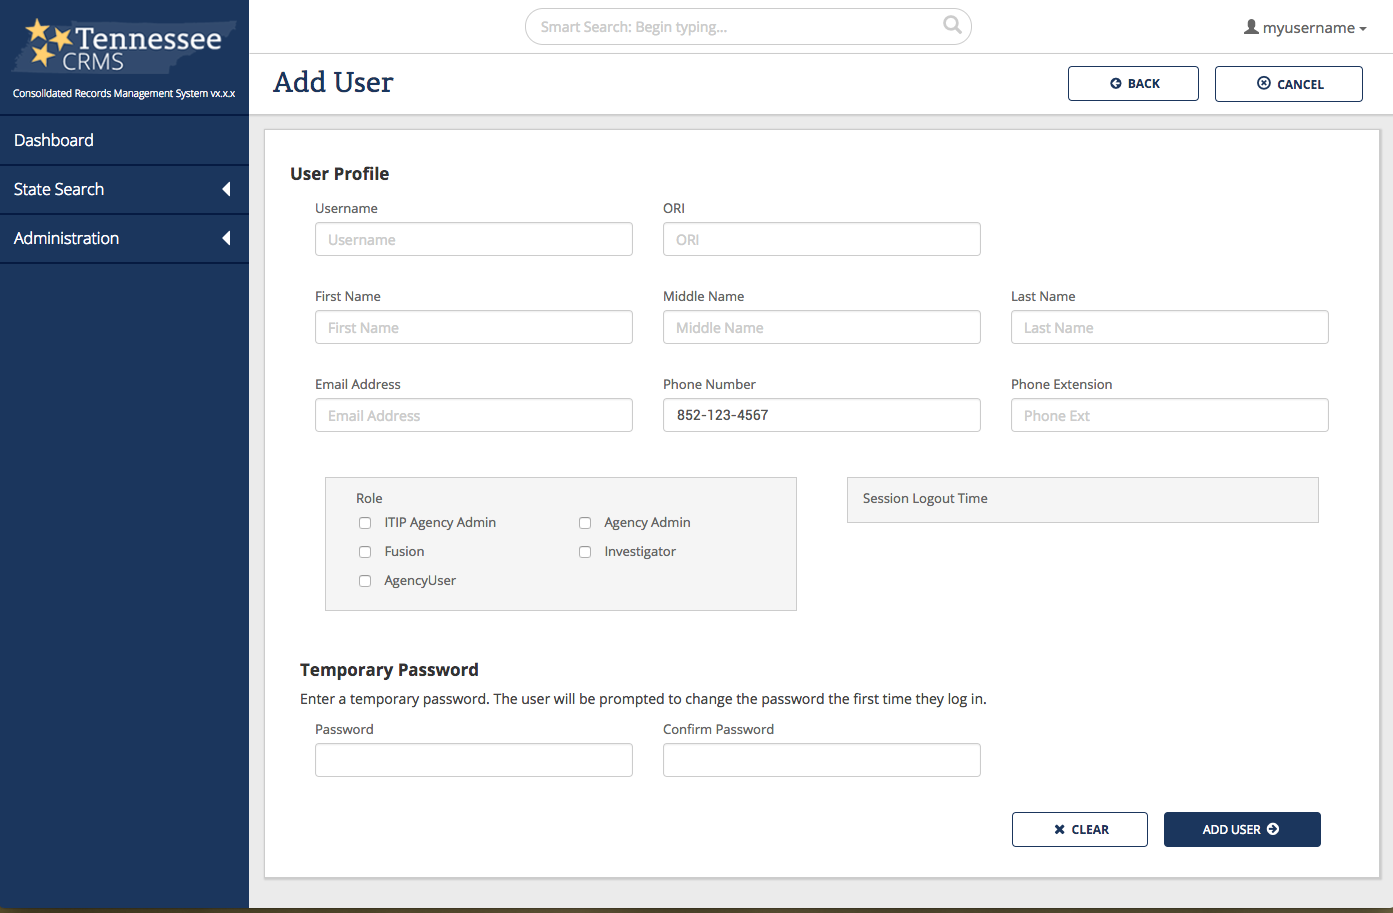 Tennessee
CRMS
Consolidated Records Management System vx.x.x
Smart Search: Begin typing...
myusername
Add User
BACK
CANCEL
Dashboard
State Search
Administration
User Profile
Username
ORI
Username
ORI
First Name
Middle Name
Last Name
First Name
Middle Name
Last Name
Email Address
Phone Number
Phone Extension
Email Address
852-123-4567
Phone Ext
Role
ITIP Agency Admin
Agency Admin
Fusion
Investigator
AgencyUser
Session Logout Time
Temporary Password
Enter a temporary password. The user will be prompted to change the password the first time they log in.
Password
Confirm Password
CLEAR
ADD USER